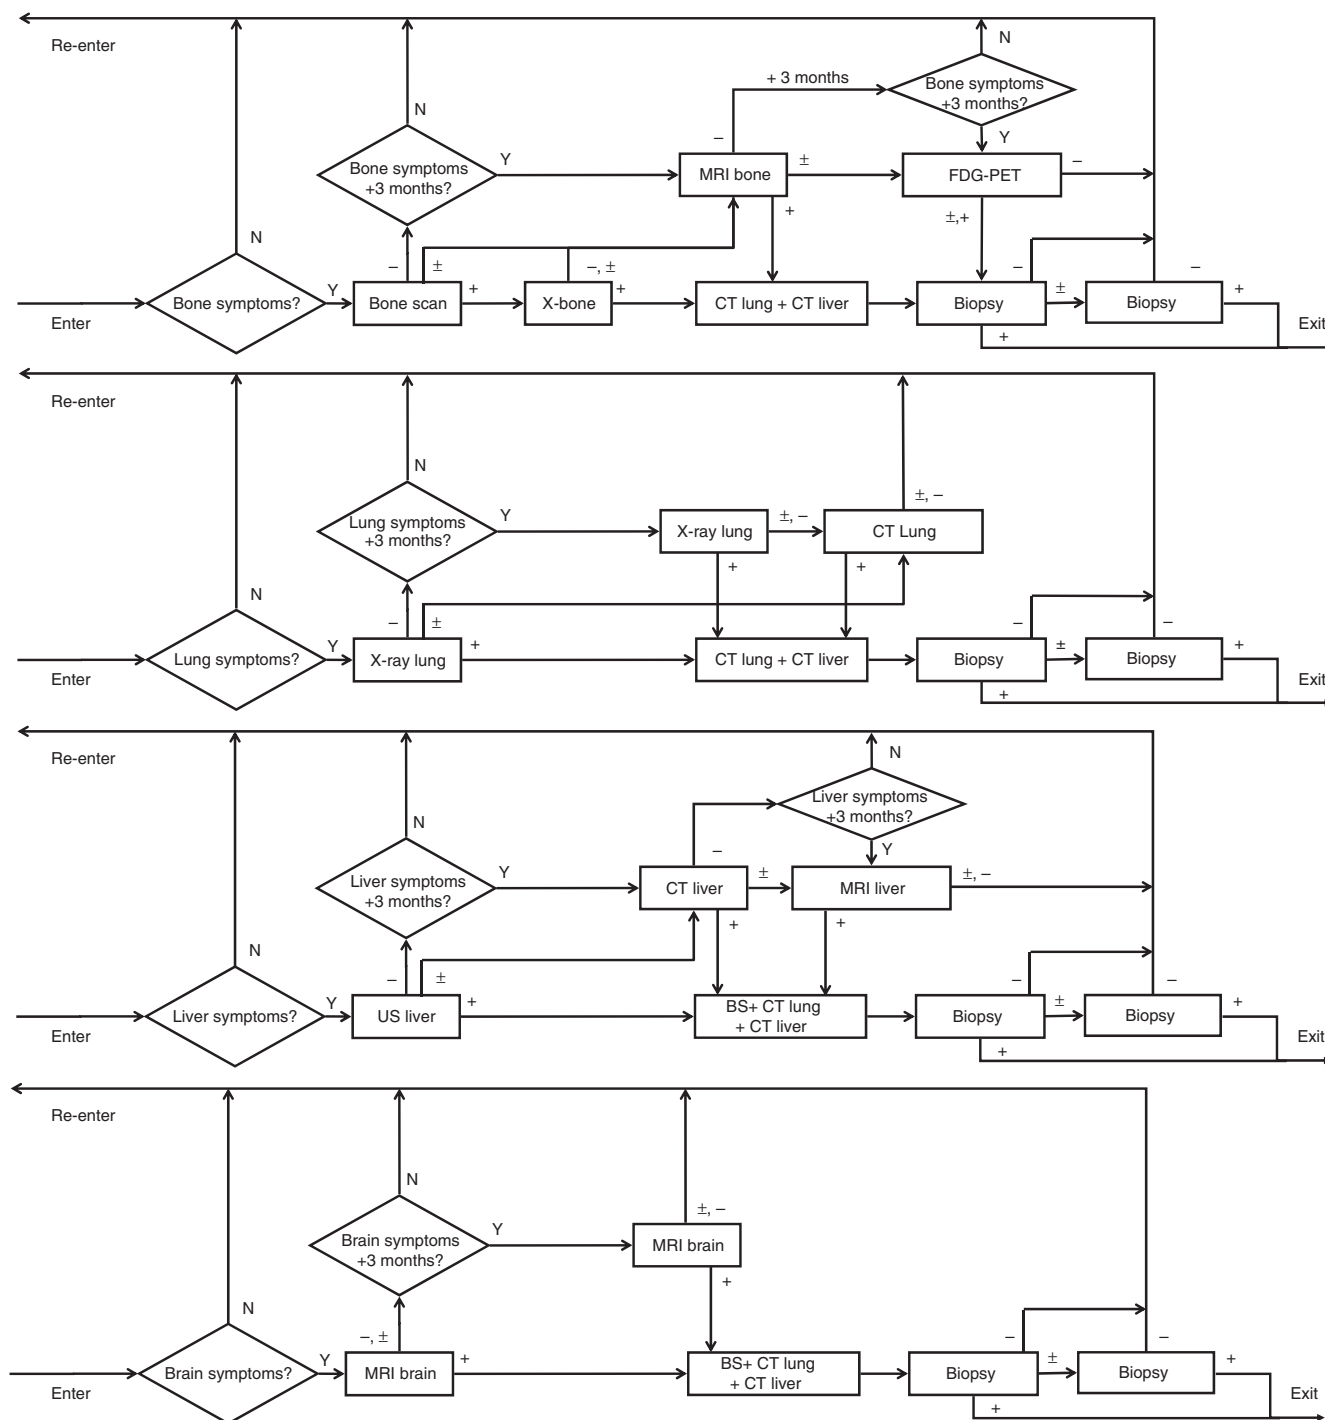 Re-enter
N
+ 3 months
Bone symptoms
+3 months?
N
Bone symptoms
+3 months?
Y
–
MRI bone
±
Y
FDG-PET
–
+
±,+
N
–
±
–, ±
–
–
Bone symptoms?
Y
Bone scan
+
X-bone
+
CT lung + CT liver
Biopsy
±
Biopsy
+
Enter
+
Exit
Re-enter
N
Lung symptoms
+3 months?
Y
X-ray lung
±, –
±, –
CT Lung
+
+
N
–
±
–
–
Lung symptoms?
Y
X-ray lung
+
CT lung + CT liver
Biopsy
±
Biopsy
+
Enter
+
Exit
Re-enter
N
Liver symptoms
+3 months?
N
Liver symptoms
+3 months?
Y
–
CT liver
±
Y
MRI liver
±, –
+
+
N
–
±
–
–
Liver symptoms?
Y
US liver
+
BS+ CT lung
+ CT liver
Biopsy
±
Biopsy
+
Enter
+
Exit
Re-enter
N
Brain symptoms
+3 months?
Y
±, –
MRI brain
+
N
–, ±
–
–
Brain symptoms?
Y
MRI brain
+
BS+ CT lung
+ CT liver
Biopsy
±
Biopsy
+
Enter
+
Exit